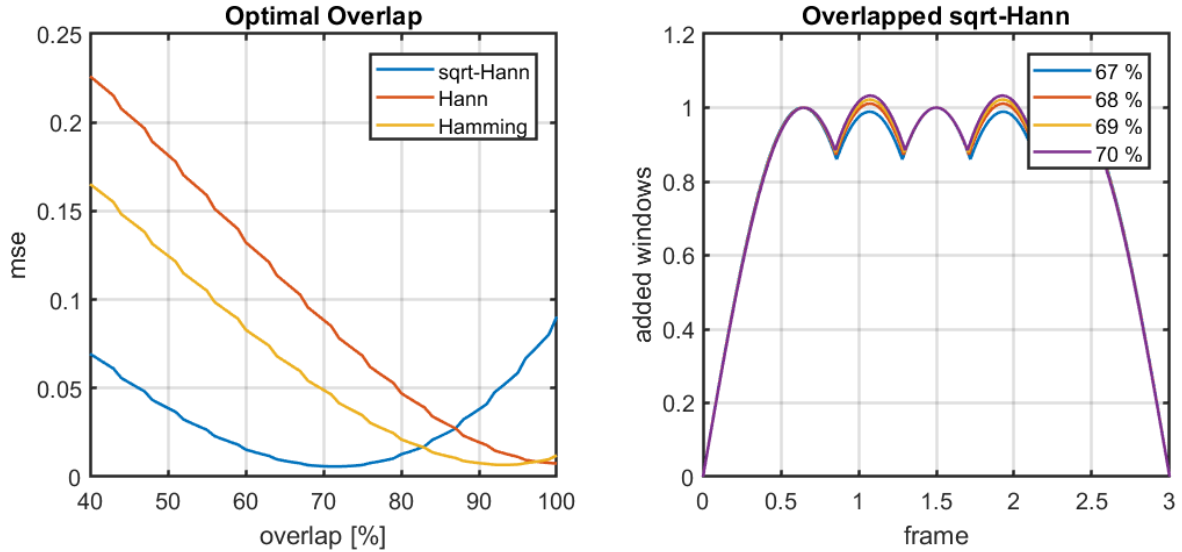 Optimal Overlap
0.25
0.2
0.15
0.1
0.05
0
mse
sqrt-Hann
Hann
Hamming
40 50 60 70 80 90 100
overlap [%]
Overlapped sqrt-Hann
1.2
1
0.8
0.6
0.4
0.2
0
added windows
67 %
68 %
69 %
70 %
0 0.5 1 1.5 2 2.5 3
frame